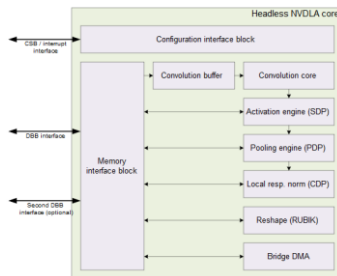 Headless NVDLA core
CSB / interrupt
interface
Configuration interface block
Convolution buffer
Convolution core
Activation engine (SDP)
DBB interface
Memory
interface block
Pooling engine (PDP)
Local resp. norm (CDP)
Second DBB
interface (optional)
Reshape (RUBIK)
Bridge DMA